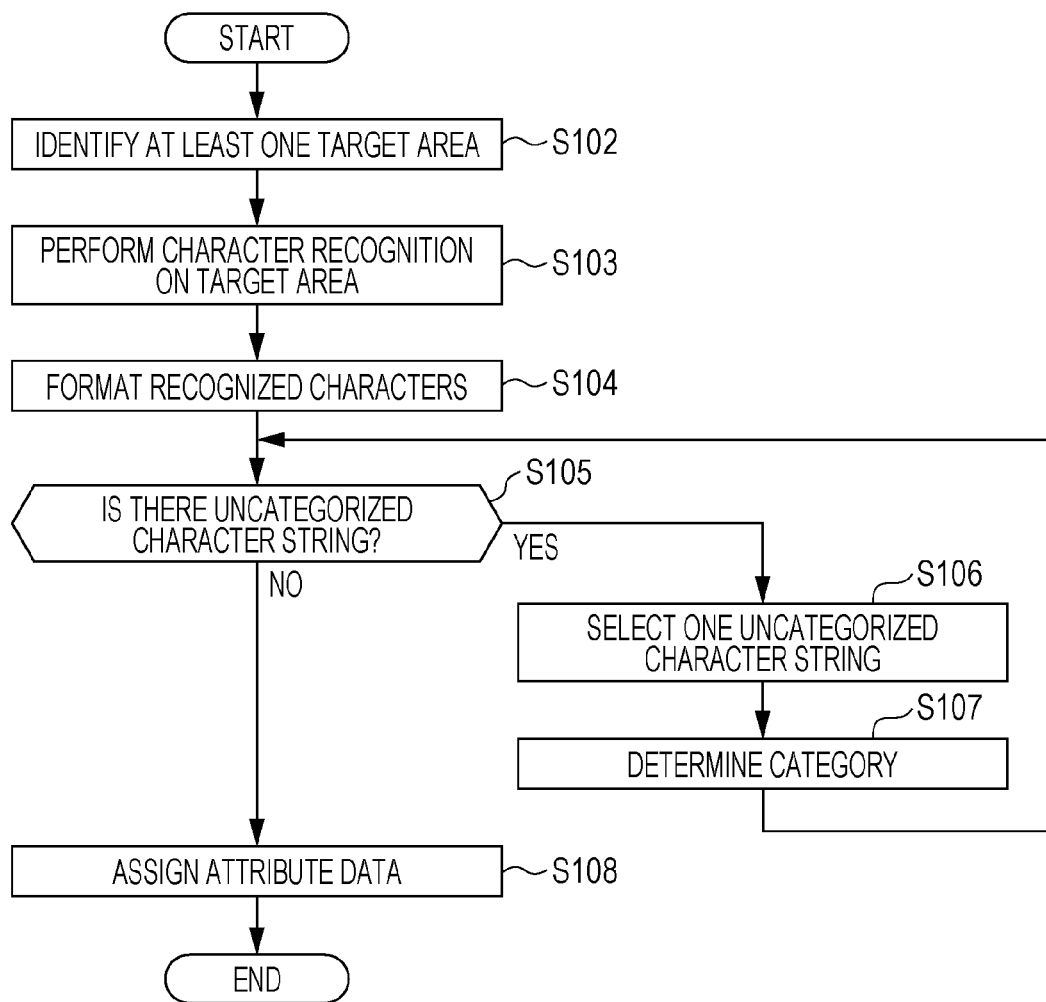 START
IDENTIFY AT LEAST ONE TARGET AREA
S102
PERFORM CHARACTER RECOGNITION
ON TARGET AREA
S103
FORMAT RECOGNIZED CHARACTERS
S104
S105
IS THERE UNCATEGORIZED
CHARACTER STRING?
YES
NO
S106
SELECT ONE UNCATEGORIZED
CHARACTER STRING
S107
DETERMINE CATEGORY
ASSIGN ATTRIBUTE DATA
S108
END